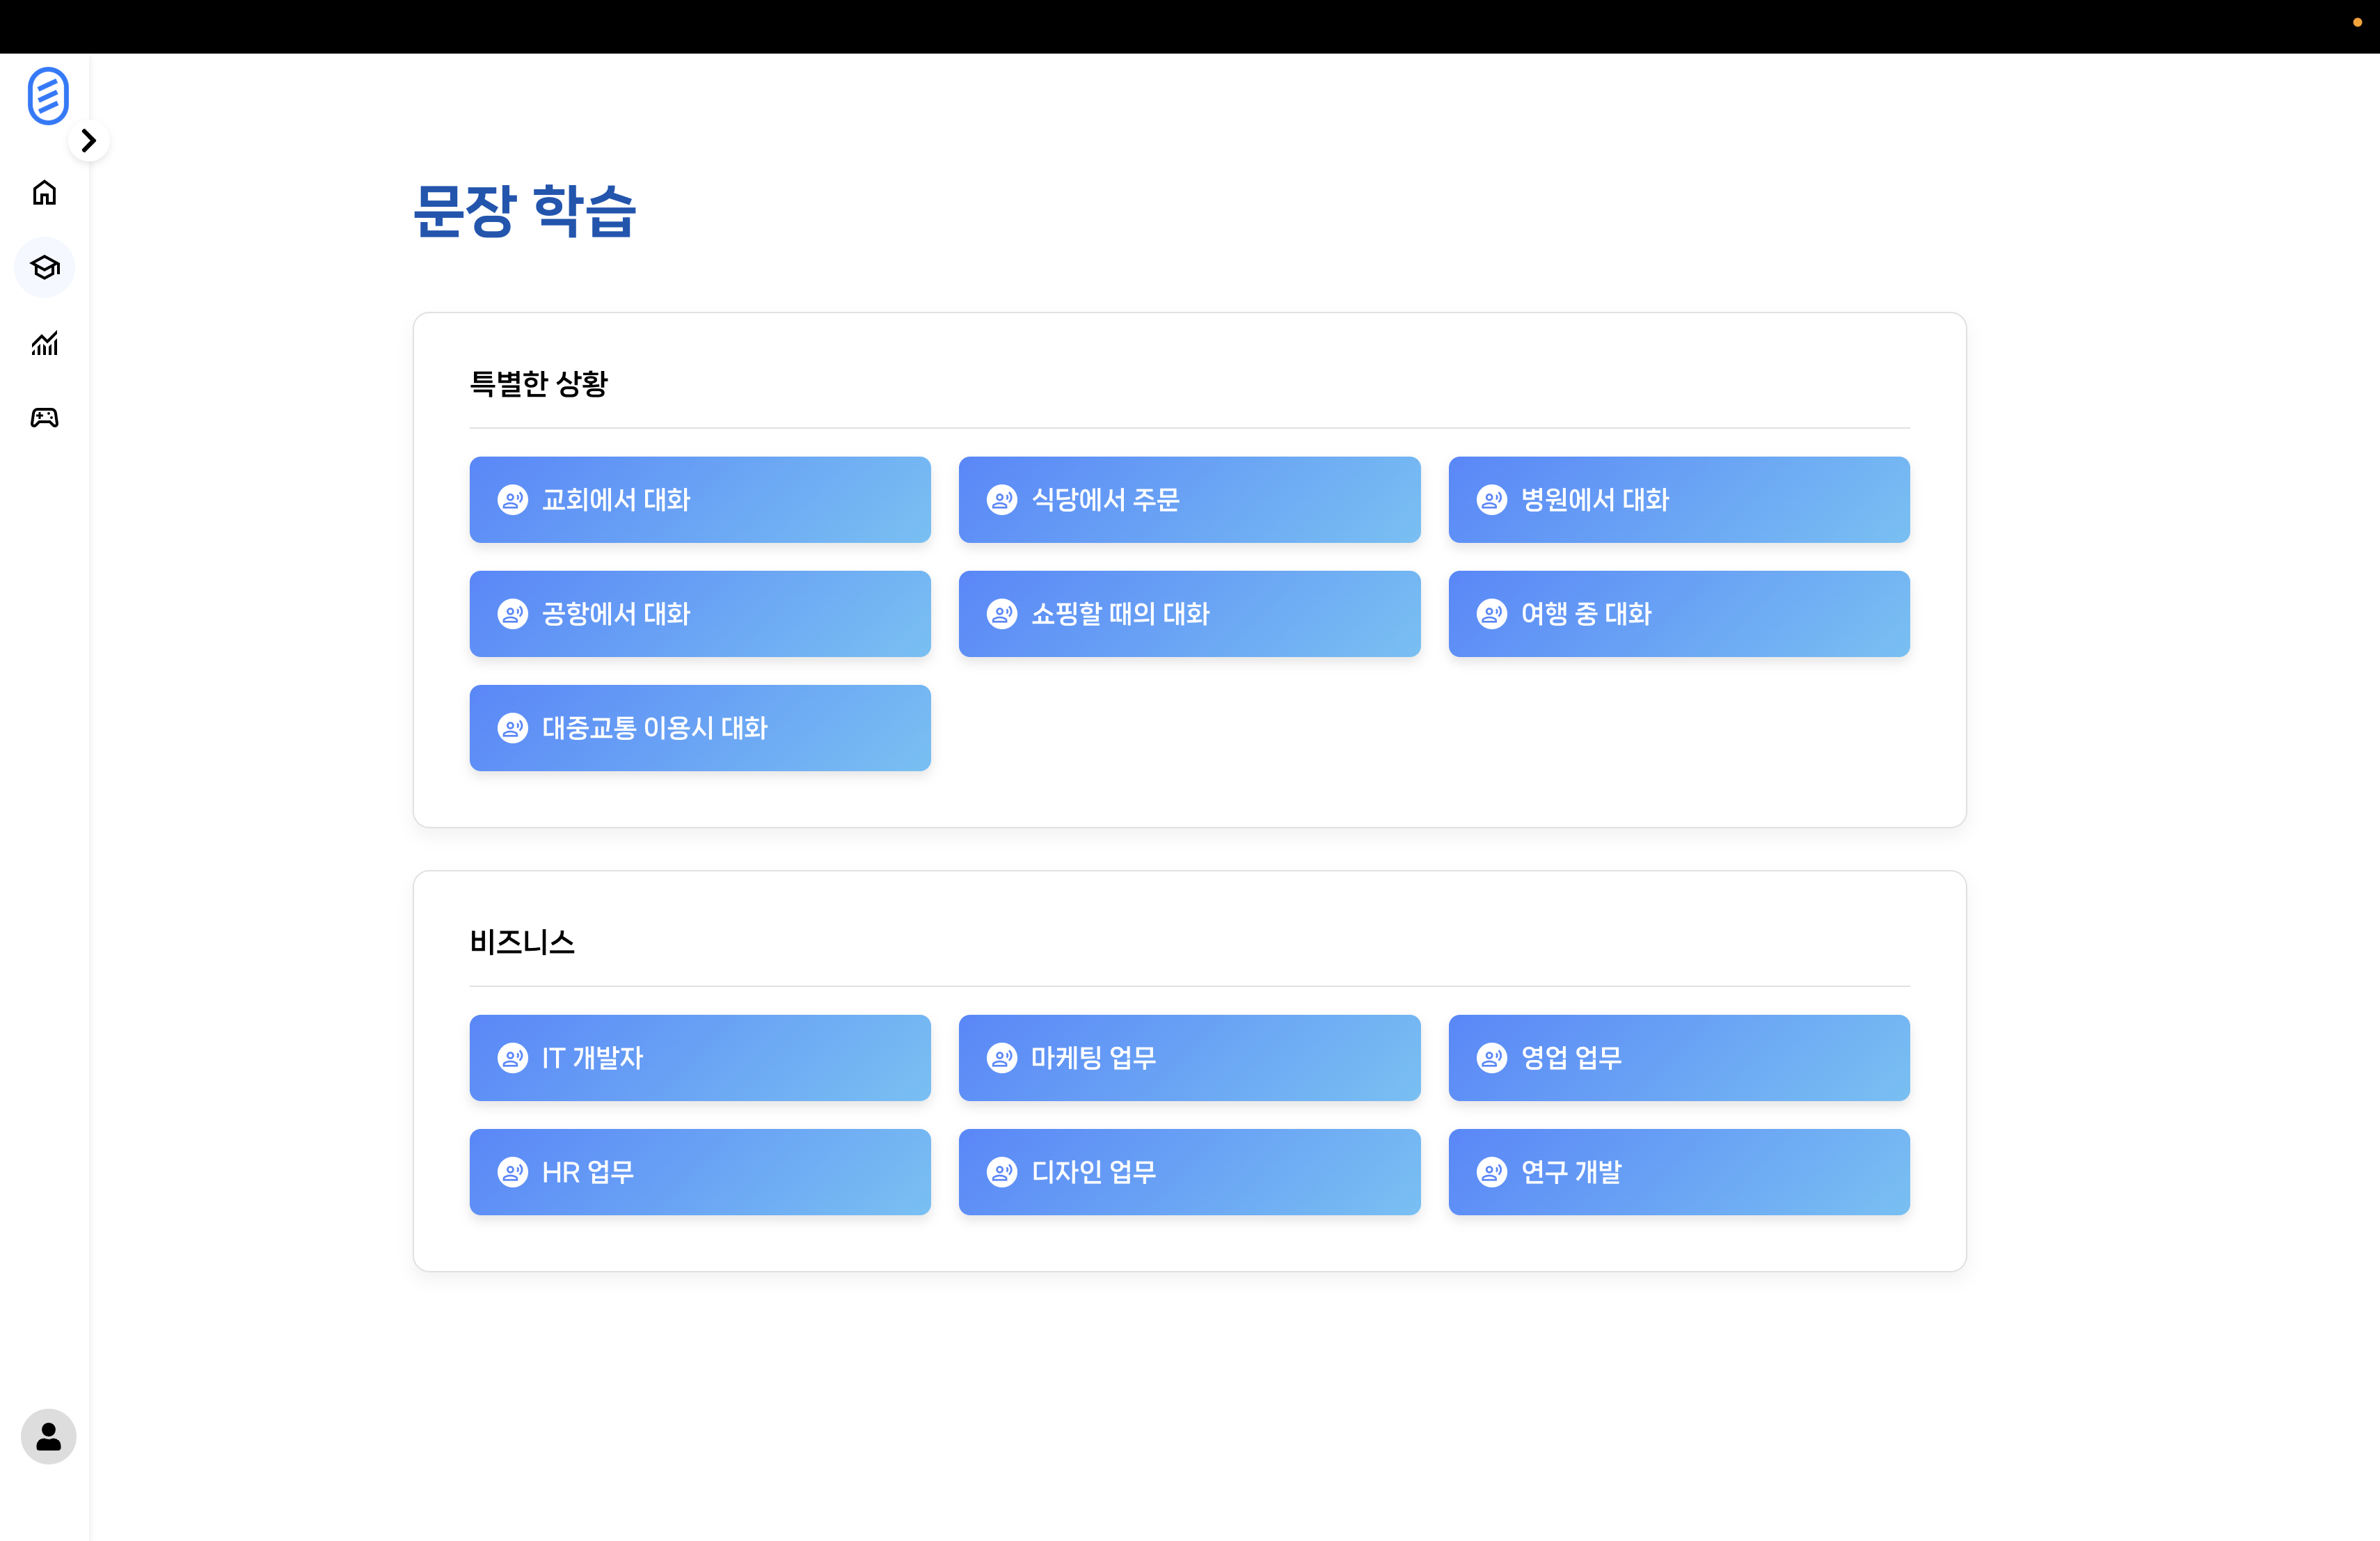 문장 학습
특별한 상황
교회에서 대화
식당에서 주문
병원에서 대화
공항에서 대화
쇼핑할 때의 대화
여행 중 대화
대중교통 이용시 대화
비즈니스
IT 개발자
마케팅 업무
영업 업무
HR 업무
디자인 업무
연구 개발